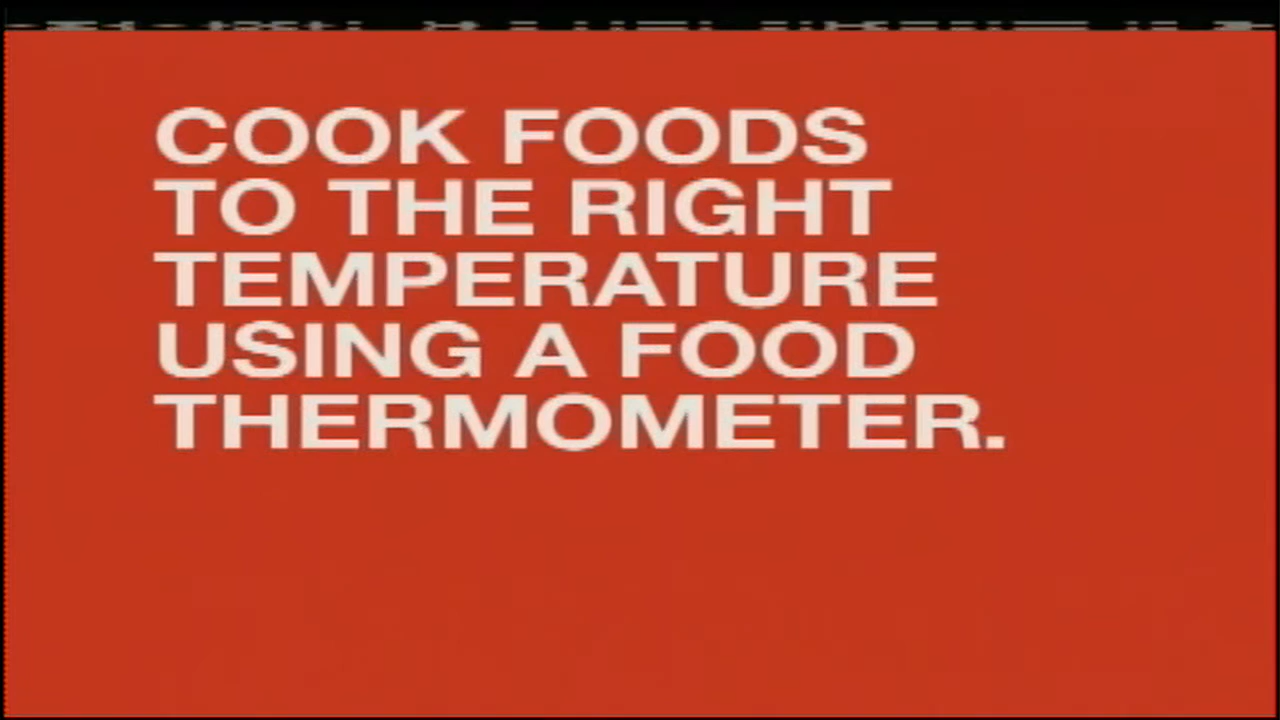 COOK FOODS
TO THE RIGHT
TEMPERATURE
USING A FOOD
THERMOMETER.